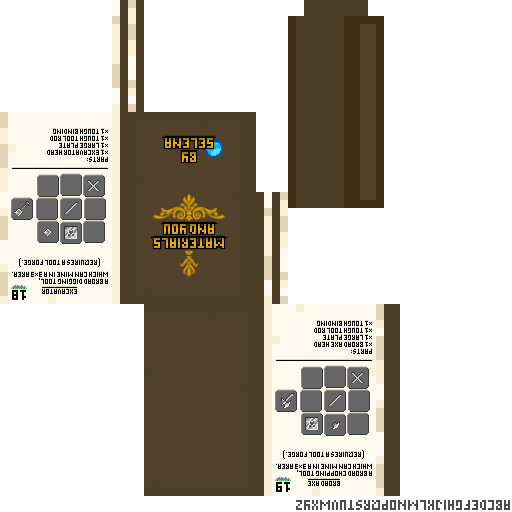 MATERIALS
AND YOU
BY
SELEMA
18
EXCAVATOR
A BROAD DIGGING TOOL,
WHICH CAN MINE IN A 3×3 AREA.
(REQUIRES A TOOL FORGE.)
PARTS:
×1 EXCAVATOR HEAD
×1 LARGE PLATE
×1 TOUGH TOOL ROD
×1 TOUGH BINDING
19
BROAD AXE
A BROAD CHOPPING TOOL,
WHICH CAN MINE IN A 3×3 AREA.
(REQUIRES A TOOL FORGE.)
PARTS:
×1 BROAD AXE HEAD
×1 LARGE PLATE
×1 TOUGH TOOL ROD
×1 TOUGH BINDING
ABCDEFGHIJKLMNOPQRSTUVWXYZ